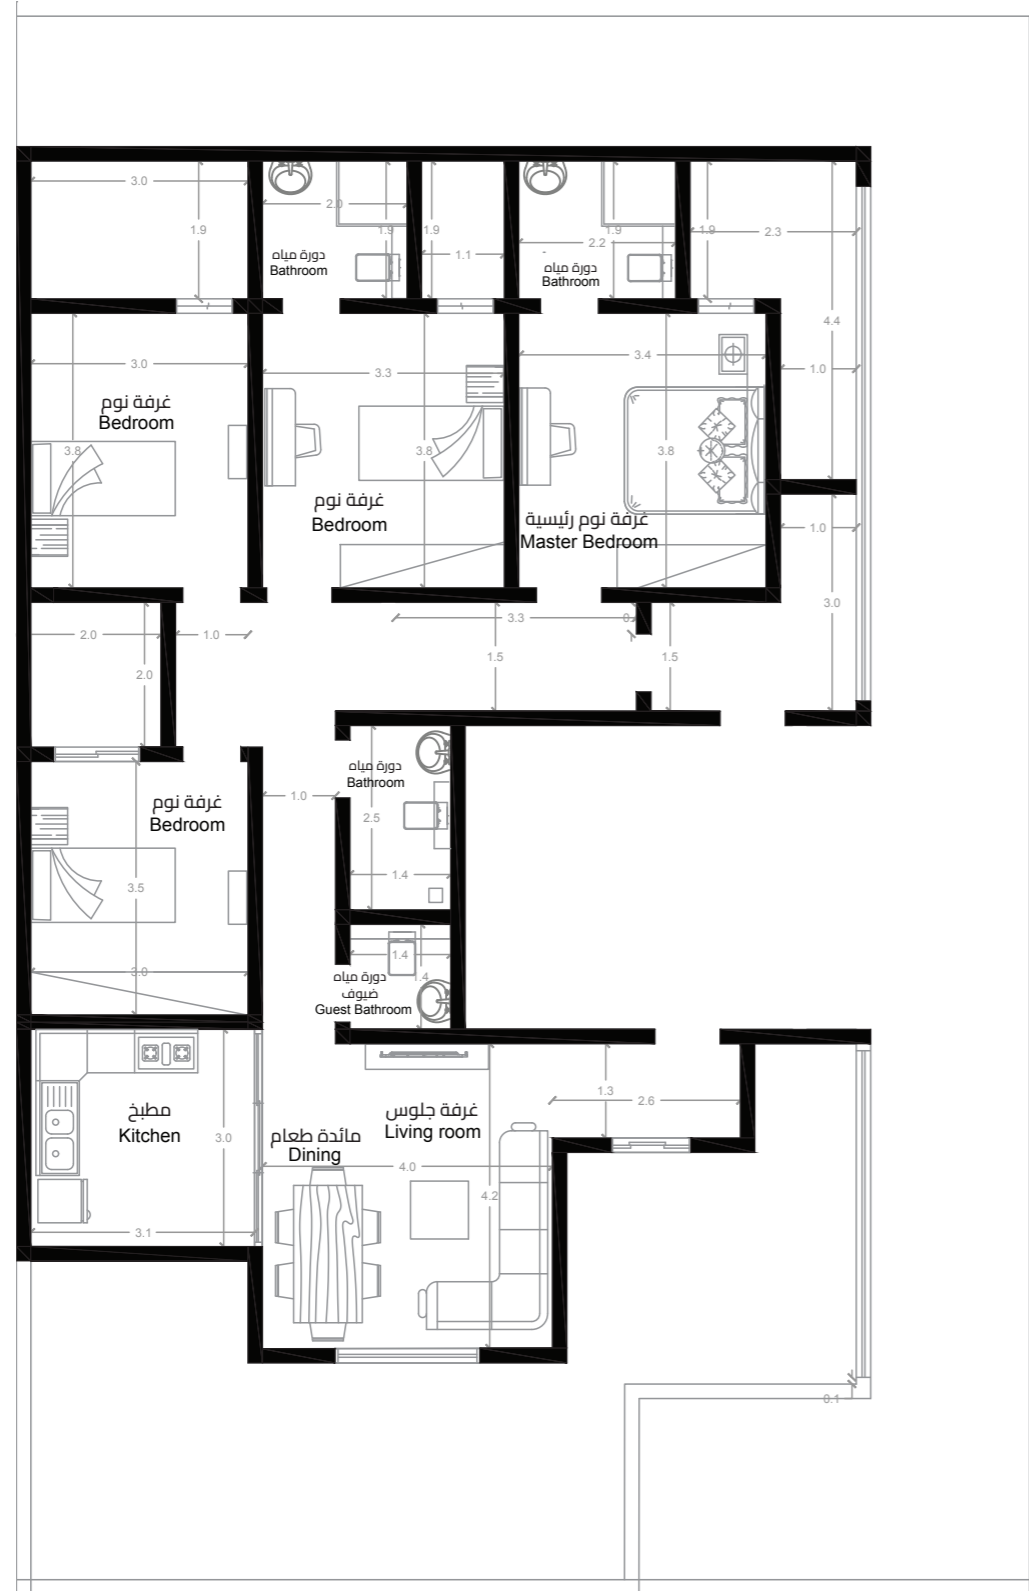 3.0
1.9
2.0
1.9
1.9
1.1
1.9
2.2
1.9
2.3
دورة مياه
Bathroom
دورة مياه
Bathroom
4.4
3.0
3.3
3.4
1.0
غرفة نوم
Bedroom
3.8
3.8
3.8
غرفة نوم
Bedroom
غرفة نوم رئيسية
Master Bedroom
1.0
3.0
2.0
1.0
3.3
2.0
1.5
1.5
دورة مياه
Bathroom
غرفة نوم
Bedroom
1.0
2.5
1.4
3.5
3.0
1.4
دورة مياه
ضيوف
Guest Bathroom
مطبخ
Kitchen
3.0
3.1
غرفة جلوس
Living room
مائدة طعام
Dining
4.0
4.2
1.3
2.6
0.1